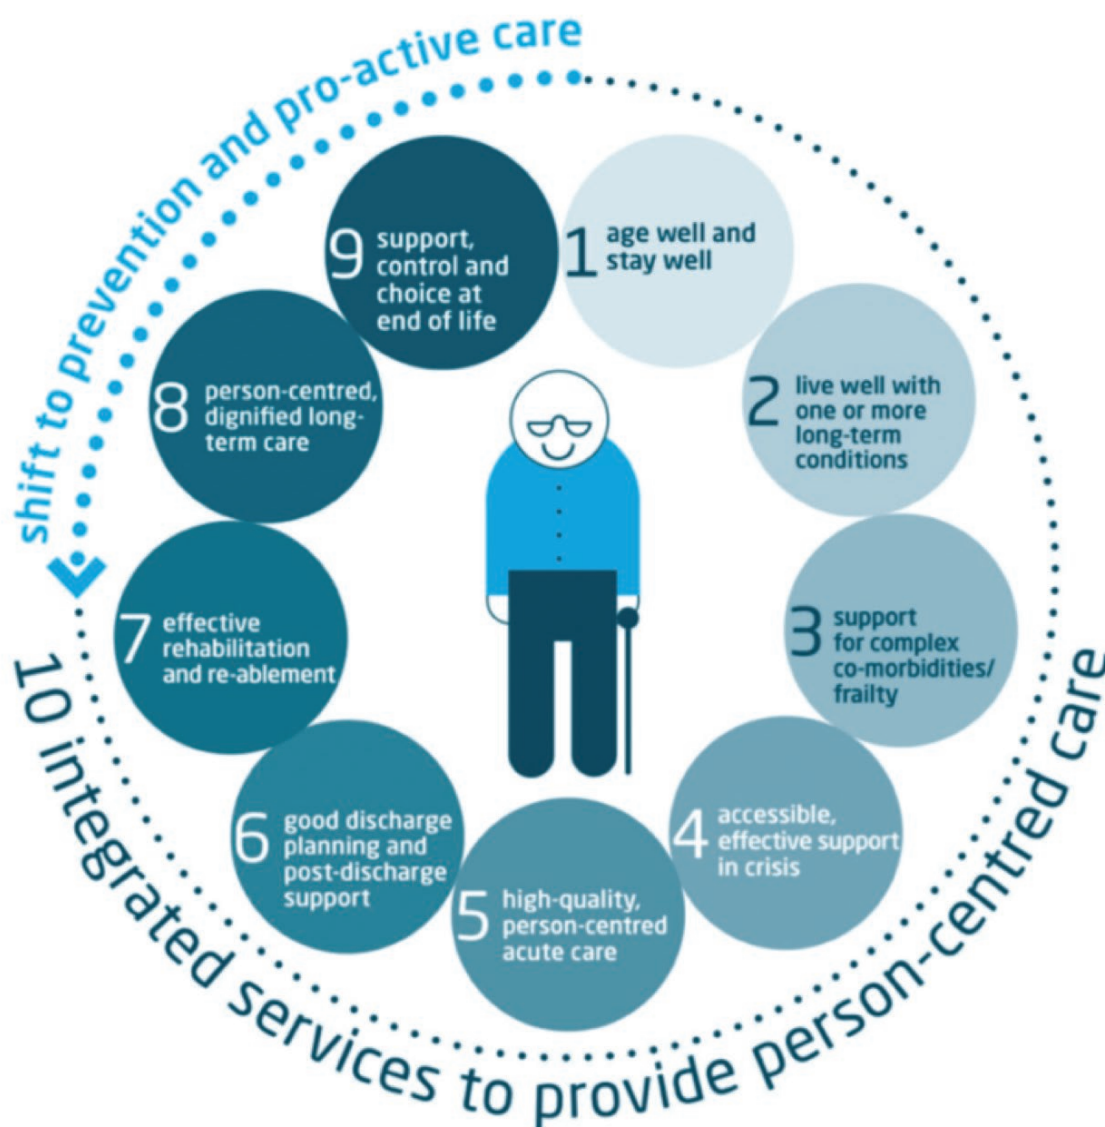 shift to prevention and pro-active care
1 age well and
stay well
2 live well with
one or more
long-term
conditions
3 support
for complex
co-morbidities/
frailty
4 accessible,
effective support
in crisis
5 high-quality,
person-centred
acute care
6 good discharge
planning and
post-discharge
support
7 effective
rehabilitation
and re-ablement
8 person-centred,
dignified long-
term care
9 support,
control and
choice at
end of life
10 integrated services to provide person-centred care